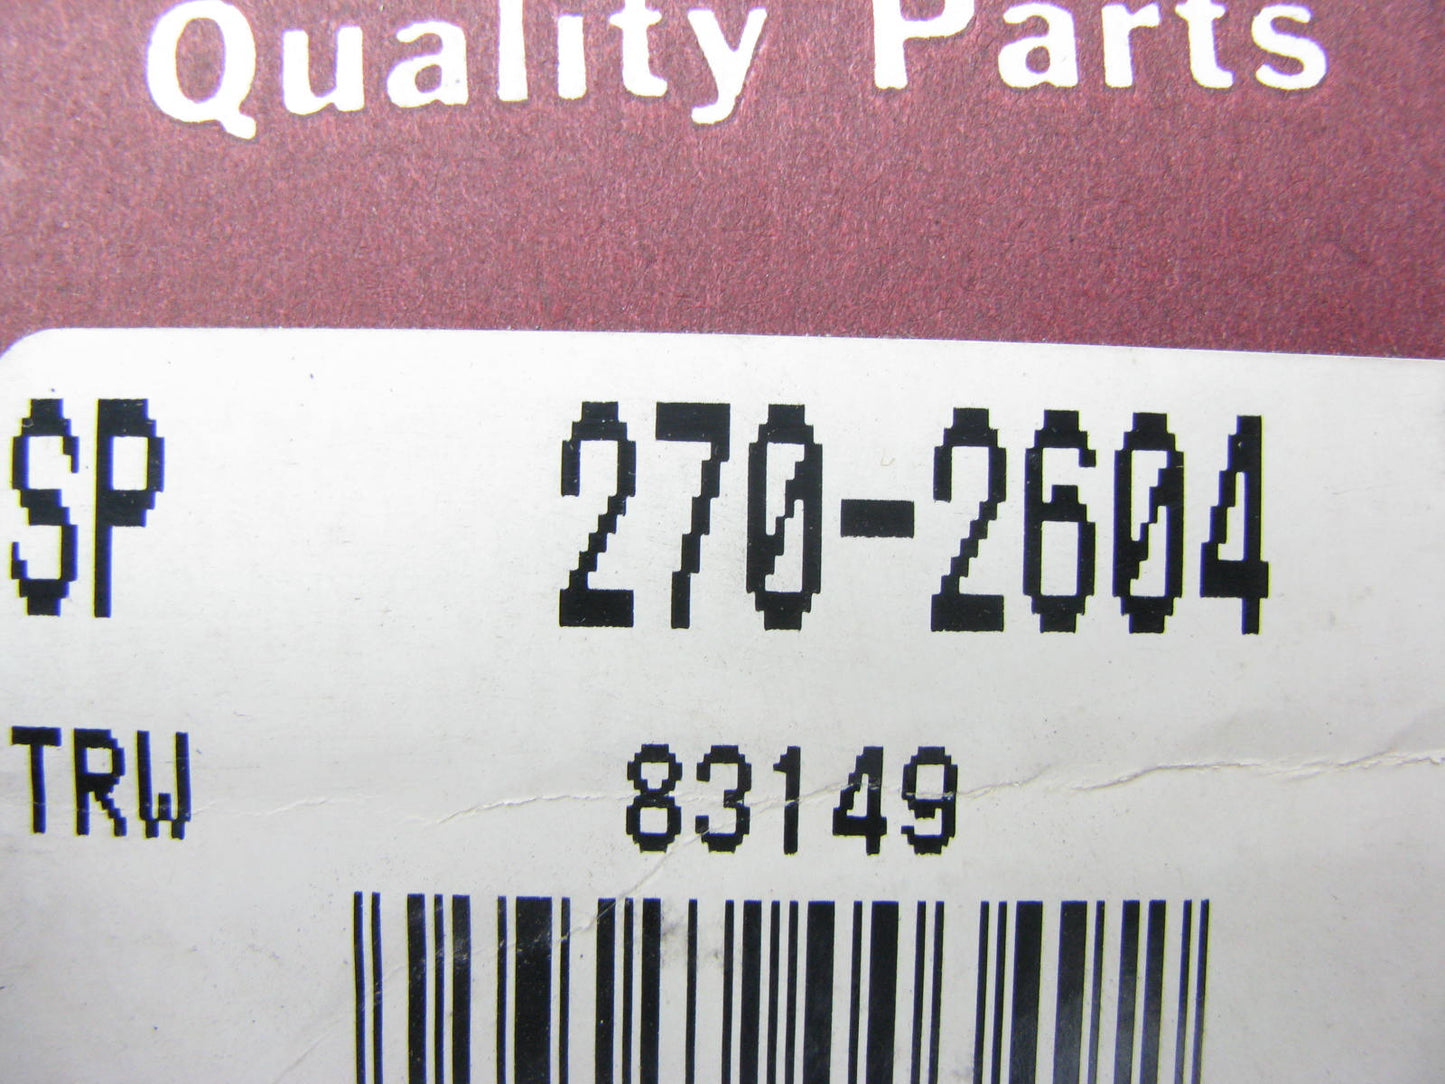 Quality Parts
SP 270-2604
TRW 83149